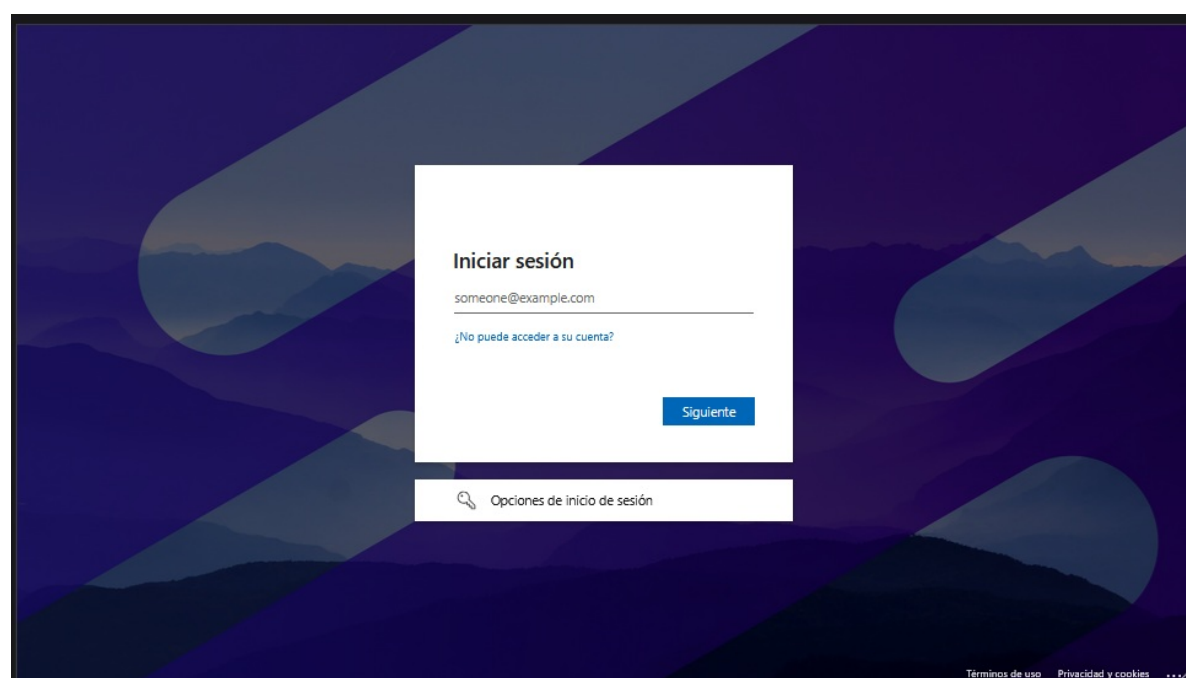 Iniciar sesión
someone@example.com
¿No puede acceder a su cuenta?
Siguiente
Opciones de inicio de sesión
Términos de uso Privacidad y cookies ...